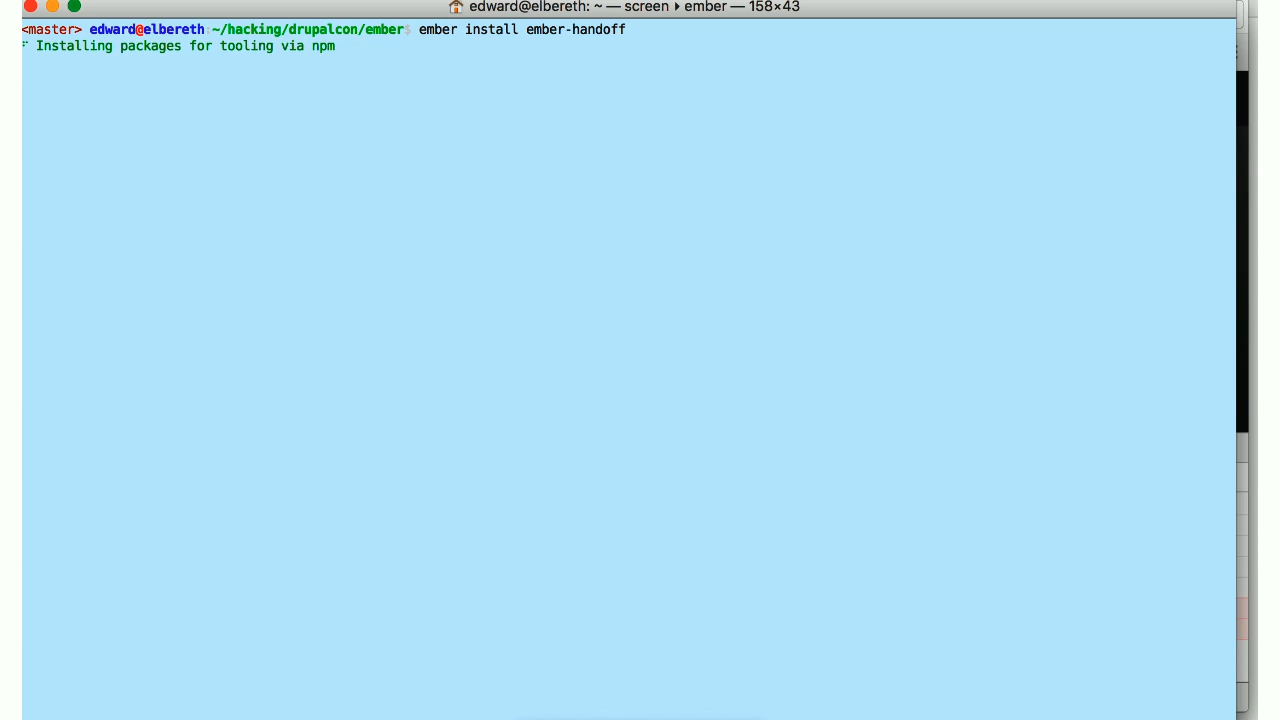 edward@elbereth: ~ — screen ▸ ember — 158×43
<master> edward@elbereth:~/hacking/drupalcon/ember$ ember install ember-handoff
Installing packages for tooling via npm